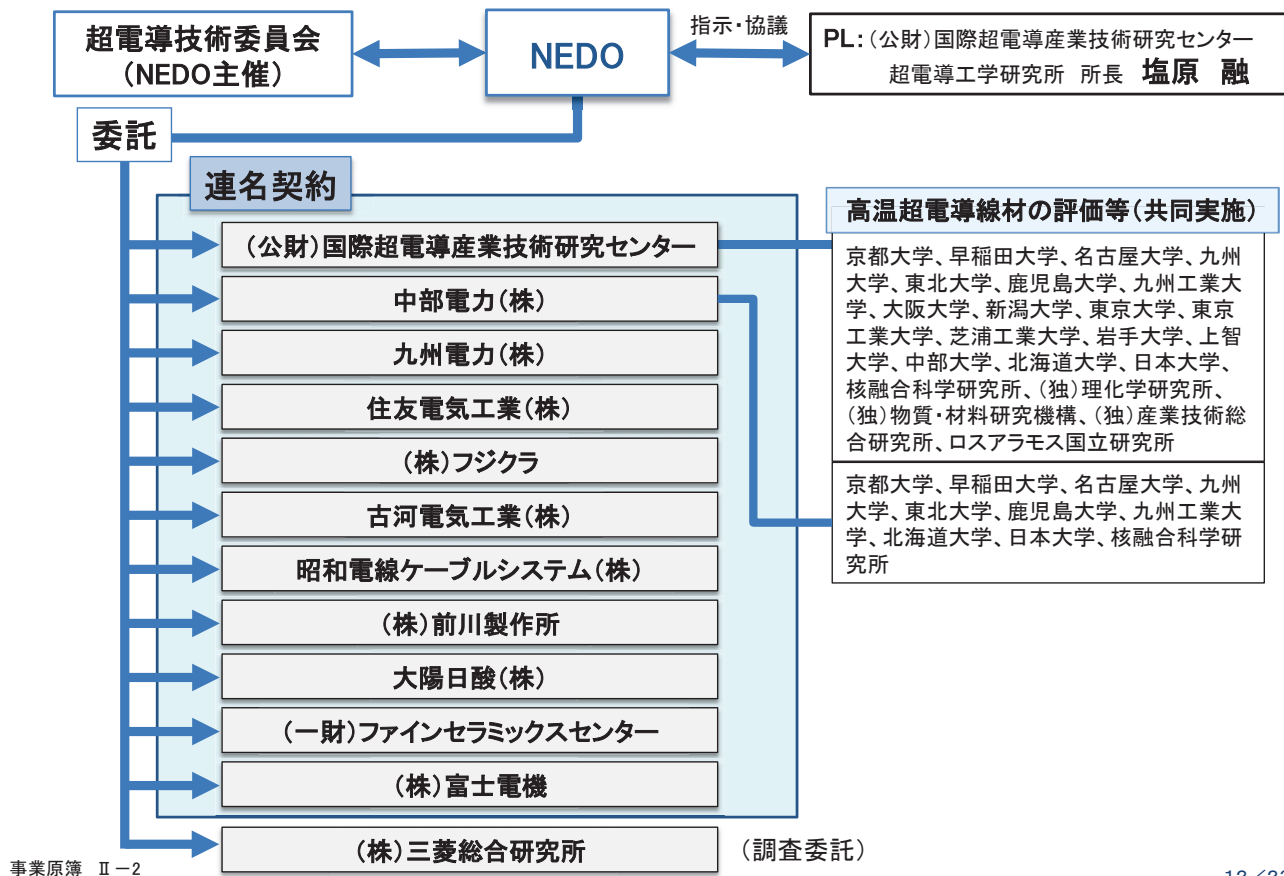 超電導技術委員会
(NEDO主催)
NEDO
指示・協議
PL:(公財)国際超電導産業技術研究センター
超電導工学研究所 所長 塩原 融
委託
連名契約
(公財)国際超電導産業技術研究センター
中部電力(株)
九州電力(株)
住友電気工業(株)
(株)フジクラ
古河電気工業(株)
昭和電線ケーブルシステム(株)
(株)前川製作所
大陽日酸(株)
(一財)ファインセラミックスセンター
(株)富士電機
(株)三菱総合研究所
(調査委託)
高温超電導線材の評価等(共同実施)
京都大学、早稲田大学、名古屋大学、九州
大学、東北大学、鹿児島大学、九州工業大
学、大阪大学、新潟大学、東京大学、東京
工業大学、芝浦工業大学、岩手大学、上智
大学、中部大学、北海道大学、日本大学、
核融合科学研究所、(独)理化学研究所、
(独)物質・材料研究機構、(独)産業技術総
合研究所、ロスアラモス国立研究所
京都大学、早稲田大学、名古屋大学、九州
大学、東北大学、鹿児島大学、九州工業大
学、北海道大学、日本大学、核融合科学研
究所
事業原簿 Ⅱ-2